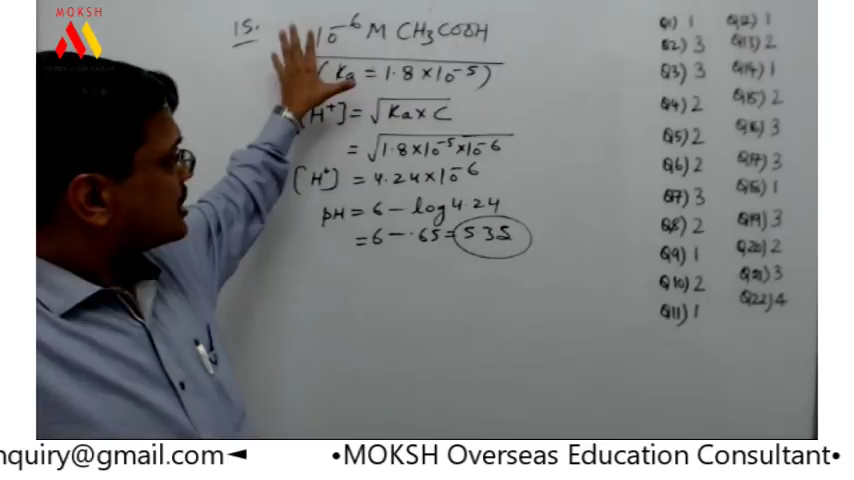 MOKSH
15. 10⁻⁶ M CH₃COOH
(Ka = 1.8 × 10⁻⁵)
H⁺] = √Ka × C
= √1.8 × 10⁻⁵ × 10⁻⁶
[H⁺] = 4.24 × 10⁻⁶
pH = 6 - log 4.24
= 6 - .65 = 5.35
Q1) 1
Q2) 3
Q3) 3
Q4) 2
Q5) 2
Q6) 2
Q7) 3
Q8) 2
Q9) 1
Q10) 2
Q11) 1
Q12) 1
Q13) 2
Q14) 1
Q15) 2
Q16) 3
Q17) 3
Q18) 1
Q19) 3
Q20) 2
Q21) 3
Q22) 4
nquiry@gmail.com◄ •MOKSH Overseas Education Consultant•